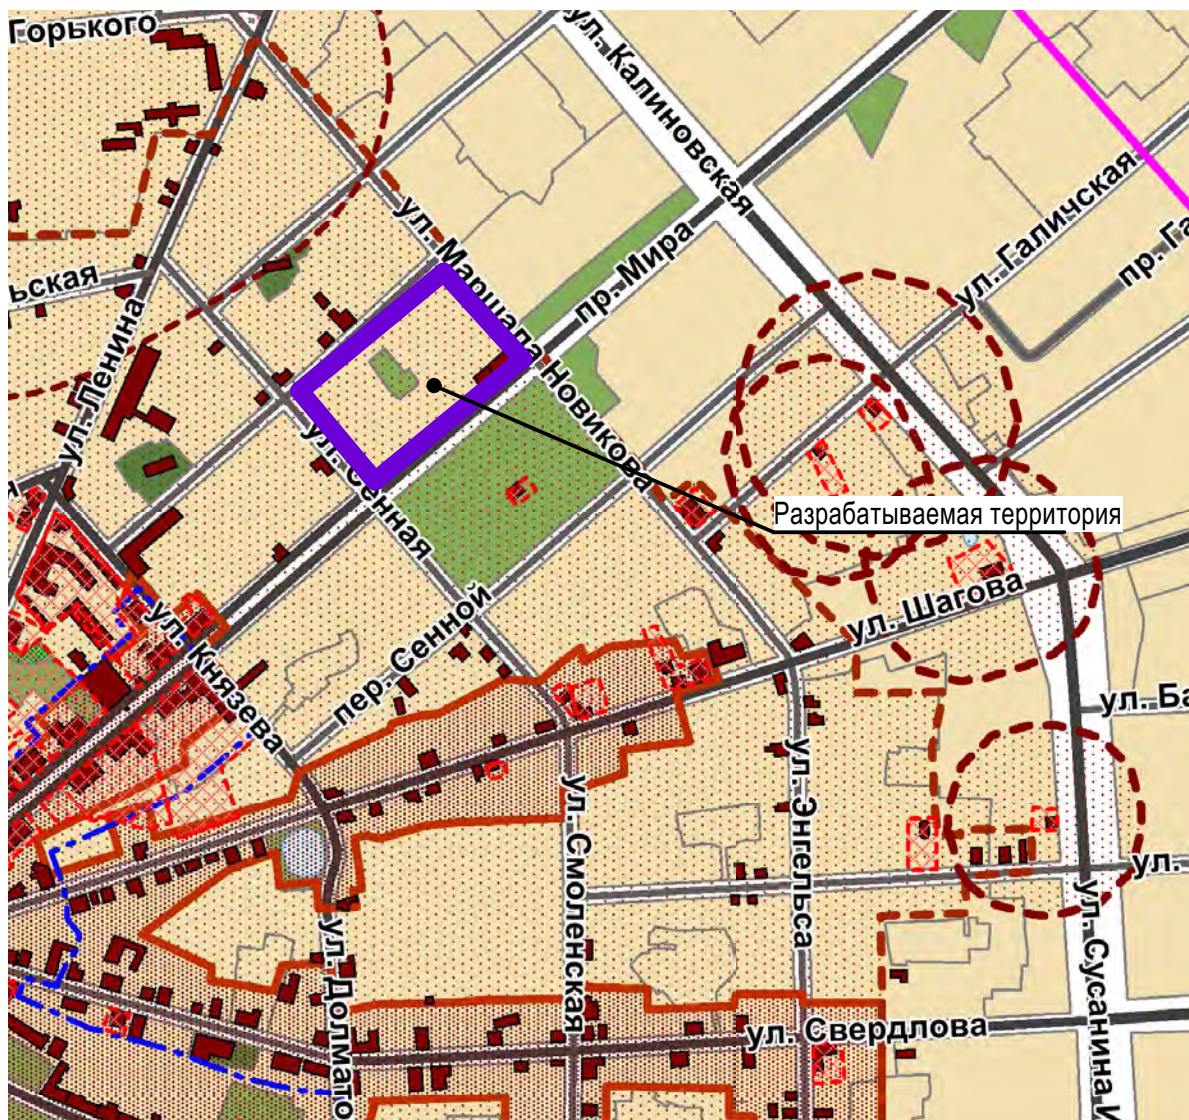 Горького
ул. Калиновская
ул. Маршала Новикова
пр. Мира
ул. Галичская
пр. Га
ьская
ул. Ленина
ул. Сенная
я
Разрабатываемая территория
ул. Шагова
пер. Сенной
ул. Князева
ул. Ба
ул. Энгельса
ул. Смоленская
ул.
ул. Долмато
ул. Сусанина И
ул. Свердлова